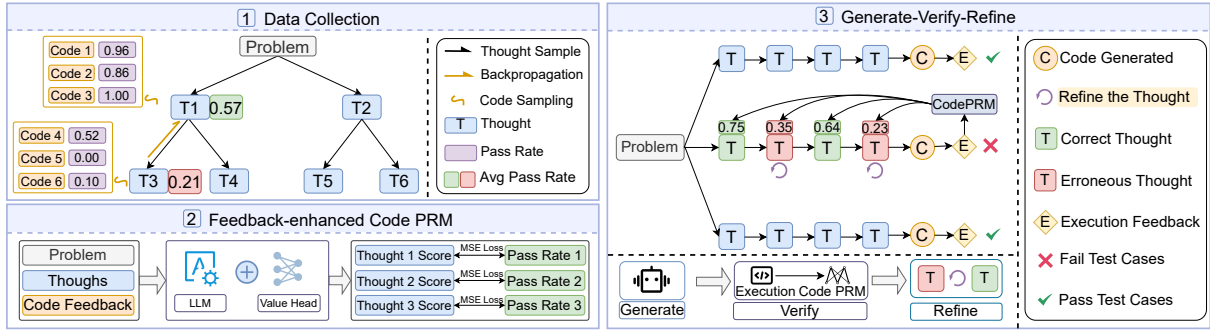 1 Data Collection
Code 1 0.96
Code 2 0.86
Code 3 1.00
Problem
T1 0.57
T2
Code 4 0.52
Code 5 0.00
Code 6 0.10
T3 0.21
T4
T5
T6
Thought Sample
Backpropagation
Code Sampling
T Thought
Pass Rate
Avg Pass Rate
2 Feedback-enhanced Code PRM
Problem
Thoughs
Code Feedback
LLM
Value Head
Thought 1 Score MSE Loss Pass Rate 1
Thought 2 Score MSE Loss Pass Rate 2
Thought 3 Score MSE Loss Pass Rate 3
3 Generate-Verify-Refine
T T T T C E
CodePRM
0.75 0.35 0.64 0.23
Problem
T T T T C E
T T T T C E
Generate
Execution Code PRM
Verify
T T
Refine
C Code Generated
Refine the Thought
T Correct Thought
T Erroneous Thought
E Execution Feedback
Fail Test Cases
Pass Test Cases